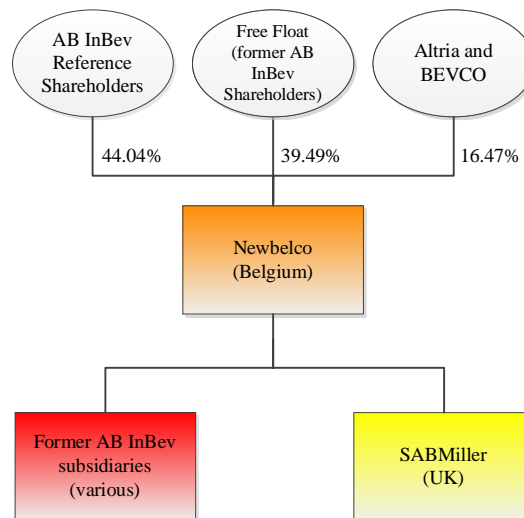 AB InBev
Reference
Shareholders
Free Float
(former AB
InBev
Shareholders)
Altria and
BEVCO
44.04%
39.49%
16.47%
Newbelco
(Belgium)
Former AB InBev
subsidiaries
(various)
SABMiller
(UK)